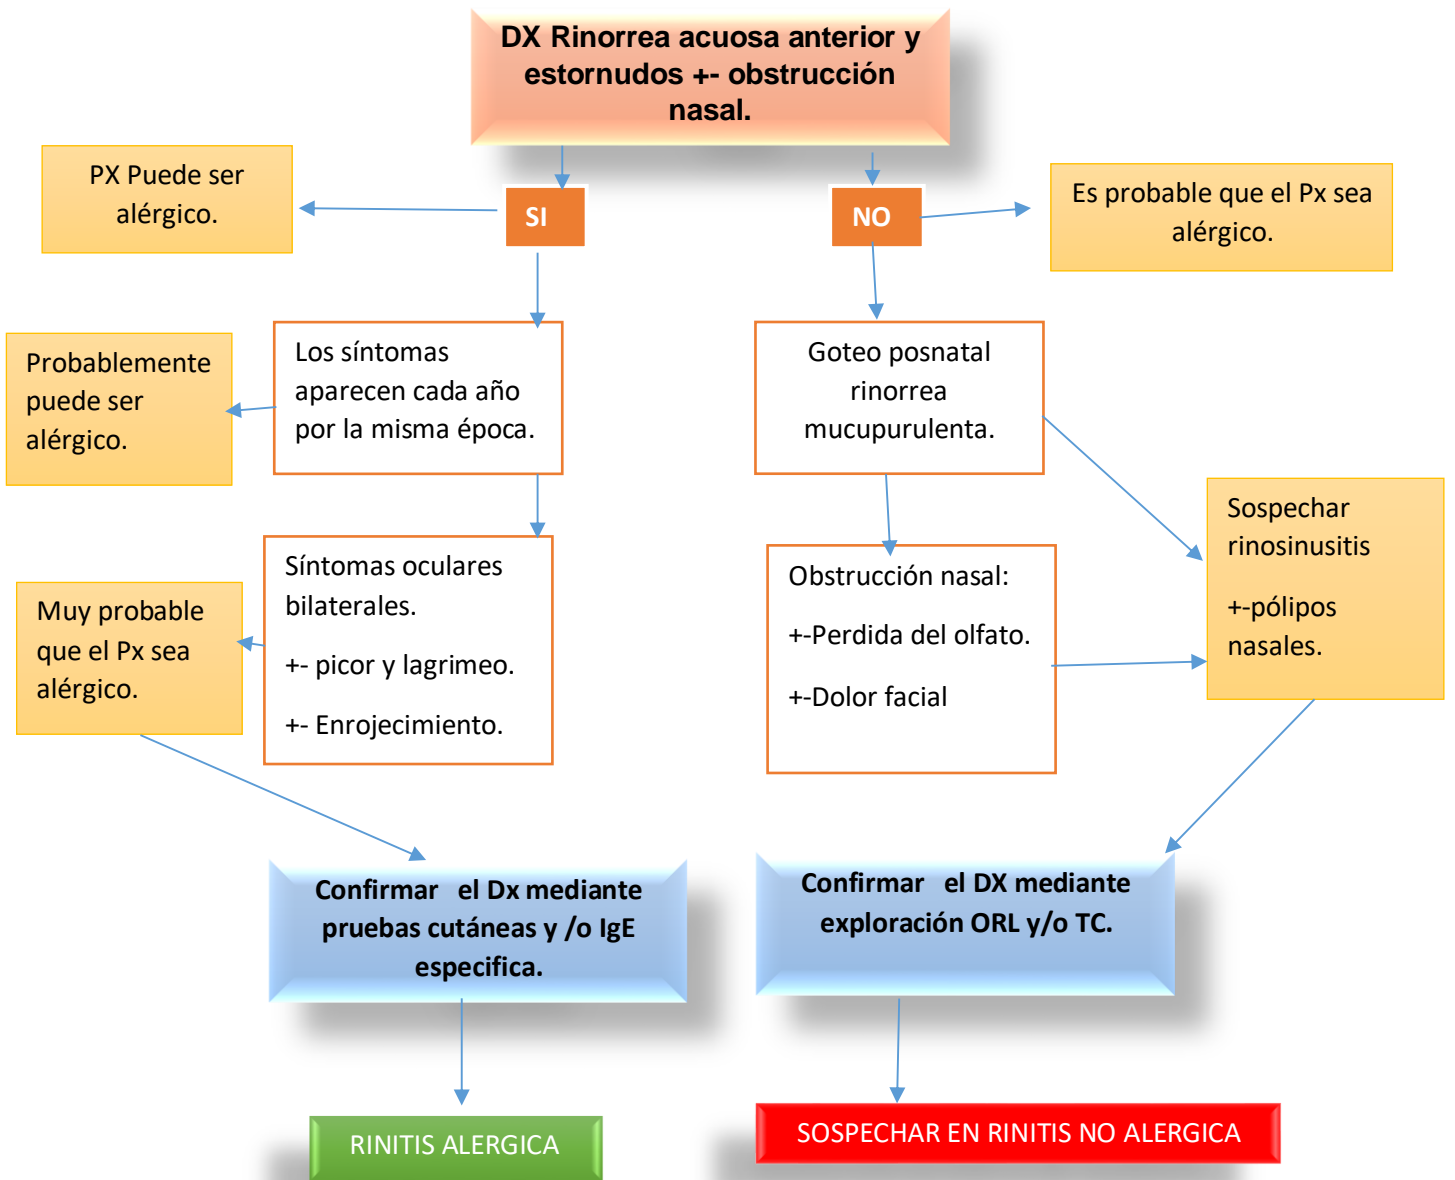 DX Rinorrea acuosa anterior y
estornudos +- obstrucción
nasal.
PX Puede ser
alérgico.
SI
NO
Es probable que el Px sea
alérgico.
Probablemente
puede ser
alérgico.
Los síntomas
aparecen cada año
por la misma época.
Goteo posnatal
rinorrea
mucupurulenta.
Sospechar
rinosinusitis
+-pólipos
nasales.
Muy probable
que el Px sea
alérgico.
Síntomas oculares
bilaterales.
+- picor y lagrimeo.
+- Enrojecimiento.
Obstrucción nasal:
+-Perdida del olfato.
+-Dolor facial
Confirmar el Dx mediante
pruebas cutáneas y /o IgE
especifica.
Confirmar el DX mediante
exploración ORL y/o TC.
RINITIS ALERGICA
SOSPECHAR EN RINITIS NO ALERGICA